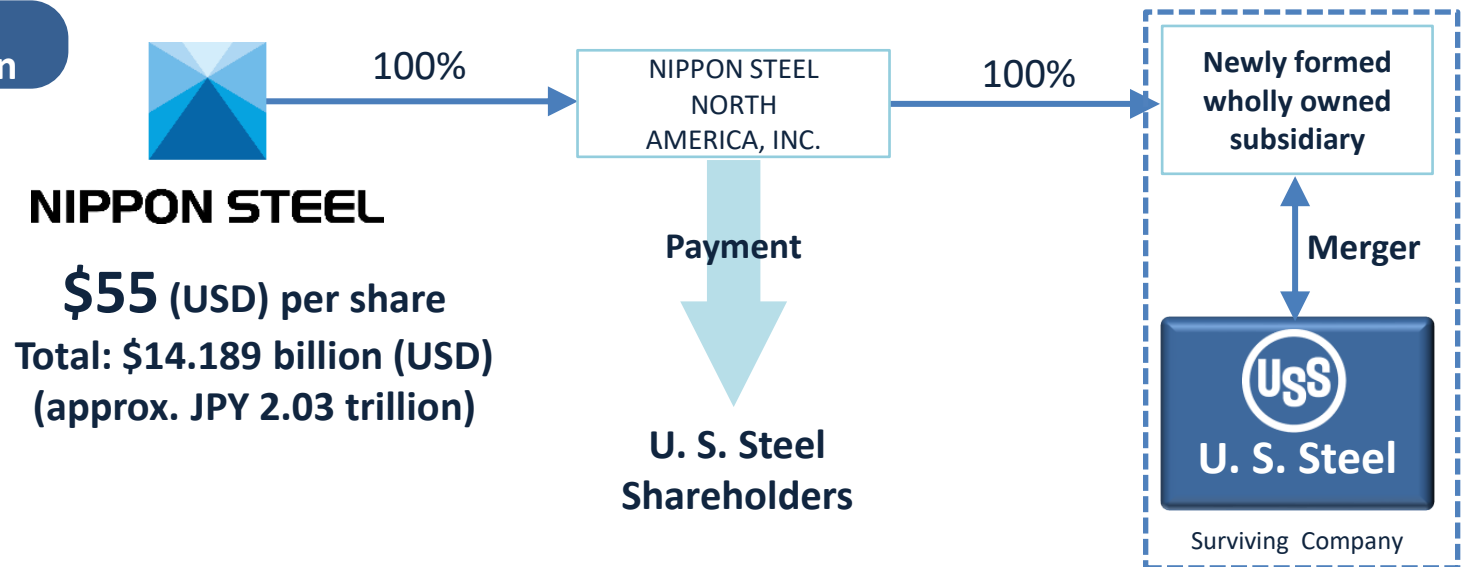 100%
NIPPON STEEL
NORTH
AMERICA, INC.
100%
Newly formed
wholly owned
subsidiary
NIPPON STEEL
$55 (USD) per share
Total: $14.189 billion (USD)
(approx. JPY 2.03 trillion)
Payment
U. S. Steel
Shareholders
Merger
USS
U. S. Steel
Surviving Company